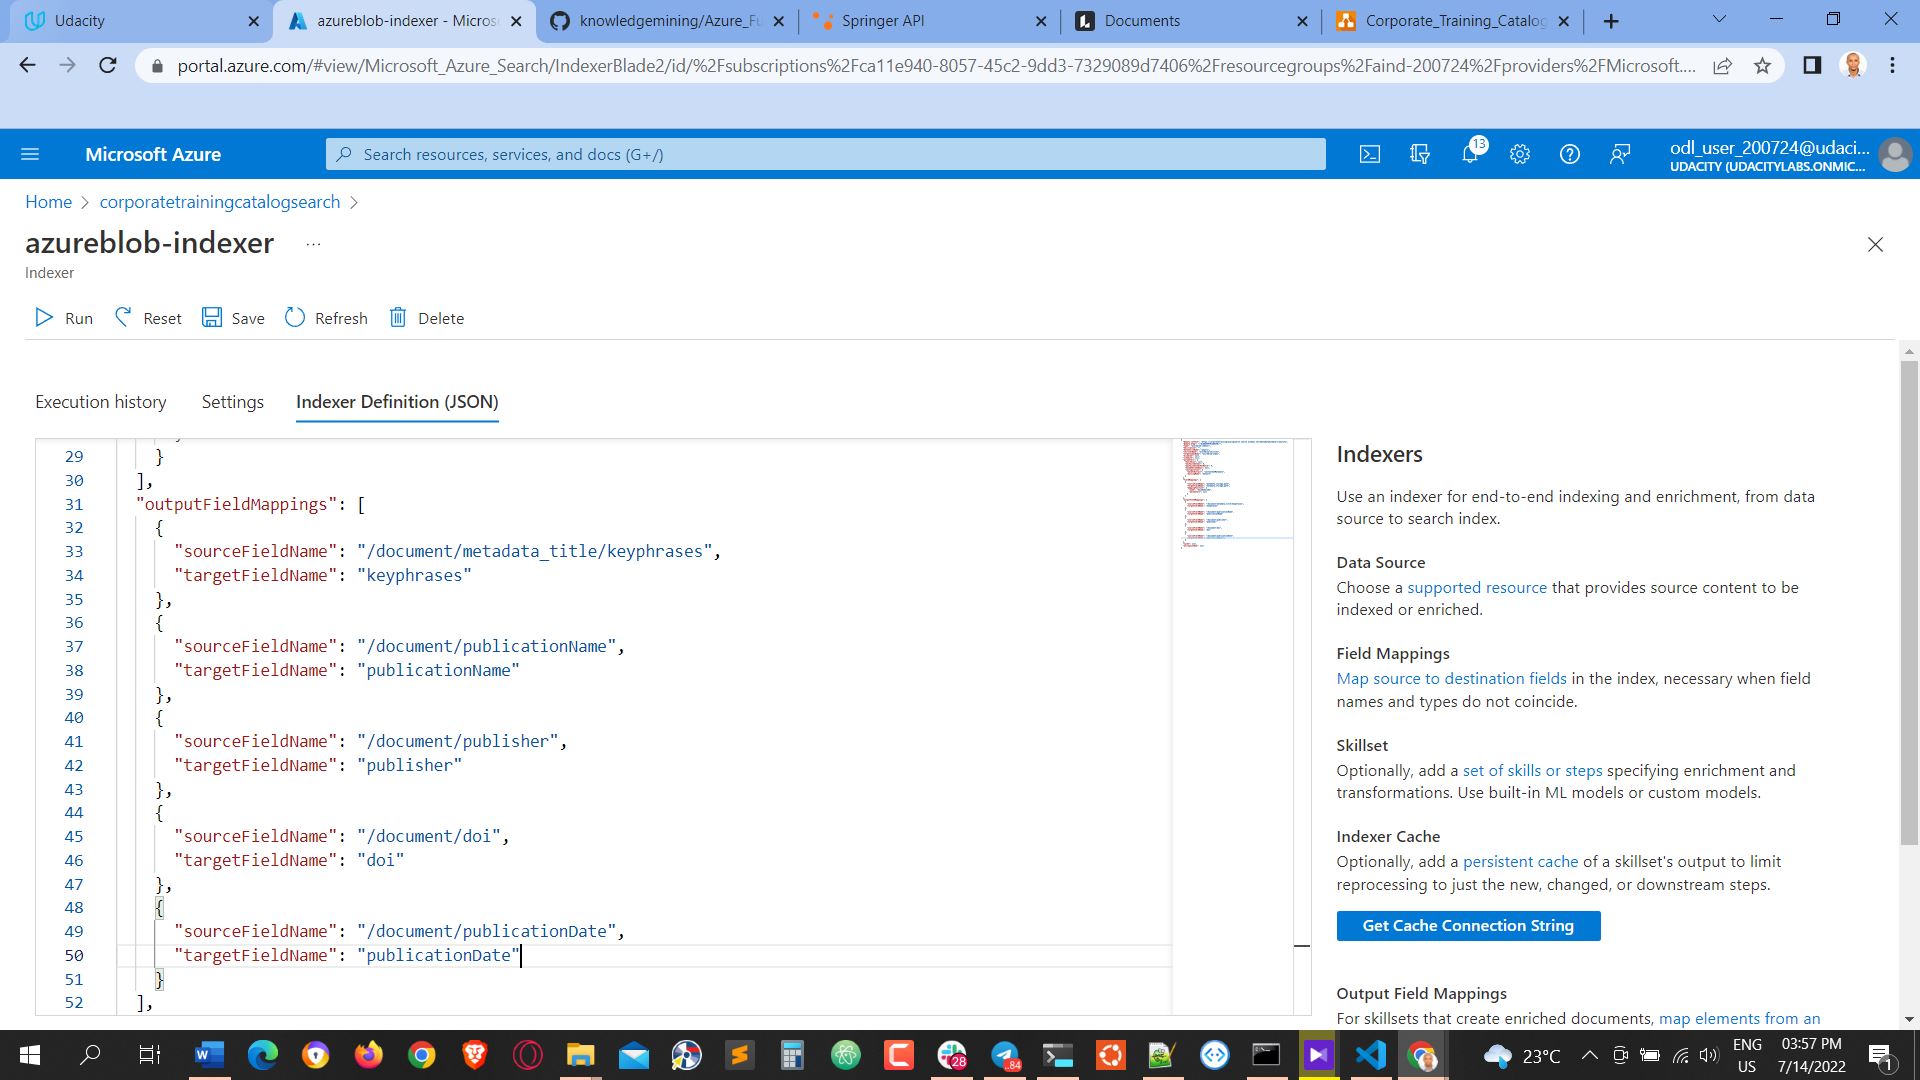 Udacity
azureblob-indexer - Micros
knowledgemining/Azure_Fu
Springer API
Documents
Corporate_Training_Catalog
portal.azure.com/#view/Microsoft_Azure_Search/IndexerBlade2/id/%2Fsubscriptions%2Fca11e940-8057-45c2-9dd3-7329089d7406%2Fresourcegroups%2Faind-200724%2Fproviders%2FMicrosoft....
Microsoft Azure
Search resources, services, and docs (G+/)
13
odl_user_200724@udaci...
UDACITY (UDACITYLABS.ONMIC...
Home > corporatetrainingcatalogsearch >
azureblob-indexer ...
Indexer
Run Reset Save Refresh Delete
Execution history Settings Indexer Definition (JSON)
29 }
30 ],
31 "outputFieldMappings": [
32 {
33 "sourceFieldName": "/document/metadata_title/keyphrases",
34 "targetFieldName": "keyphrases"
35 },
36 {
37 "sourceFieldName": "/document/publicationName",
38 "targetFieldName": "publicationName"
39 },
40 {
41 "sourceFieldName": "/document/publisher",
42 "targetFieldName": "publisher"
43 },
44 {
45 "sourceFieldName": "/document/doi",
46 "targetFieldName": "doi"
47 },
48 {
49 "sourceFieldName": "/document/publicationDate",
50 "targetFieldName": "publicationDate"
51 }
52 ],
Indexers
Use an indexer for end-to-end indexing and enrichment, from data
source to search index.
Data Source
Choose a supported resource that provides source content to be
indexed or enriched.
Field Mappings
Map source to destination fields in the index, necessary when field
names and types do not coincide.
Skillset
Optionally, add a set of skills or steps specifying enrichment and
transformations. Use built-in ML models or custom models.
Indexer Cache
Optionally, add a persistent cache of a skillset's output to limit
reprocessing to just the new, changed, or downstream steps.
Get Cache Connection String
Output Field Mappings
For skillsets that create enriched documents, map elements from an
28
84
23°C
ENG
US
03:57 PM
7/14/2022
1